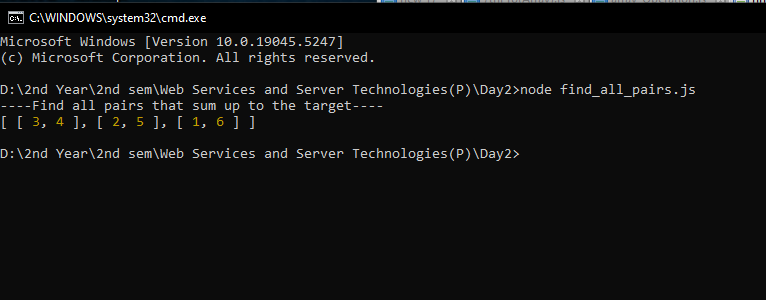 C:\WINDOWS\system32\cmd.exe
Microsoft Windows [Version 10.0.19045.5247]
(c) Microsoft Corporation. All rights reserved.
D:\2nd Year\2nd sem\Web Services and Server Technologies(P)\Day2>node find_all_pairs.js
----Find all pairs that sum up to the target----
[ [ 3, 4 ], [ 2, 5 ], [ 1, 6 ] ]
D:\2nd Year\2nd sem\Web Services and Server Technologies(P)\Day2>